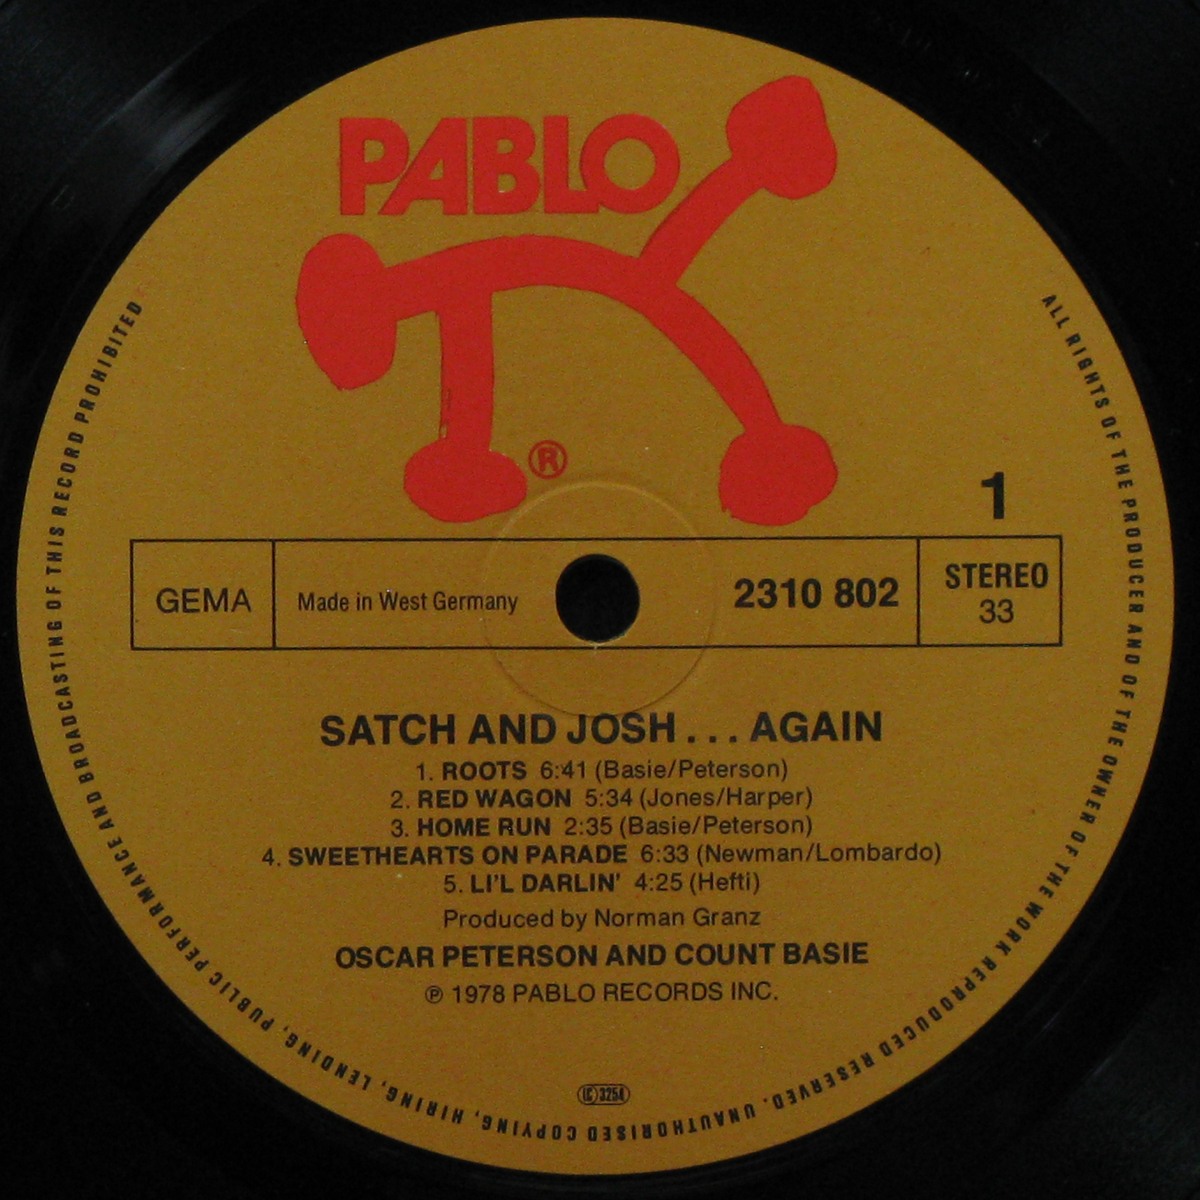 PABLO
®
1
GEMA
Made in West Germany
2310 802
STEREO
33
SATCH AND JOSH . . . AGAIN
1. ROOTS 6:41 (Basie/Peterson)
2. RED WAGON 5:34 (Jones/Harper)
3. HOME RUN 2:35 (Basie/Peterson)
4. SWEETHEARTS ON PARADE 6:33 (Newman/Lombardo)
5. LI'L DARLIN' 4:25 (Hefti)
Produced by Norman Granz
OSCAR PETERSON AND COUNT BASIE
℗ 1978 PABLO RECORDS INC.
LC 3254
ALL RIGHTS OF THE PRODUCER AND OF THE OWNER OF THE WORK REPRODUCED RESERVED. UNAUTHORISED COPYING, HIRING, LENDING, PUBLIC PERFORMANCE AND BROADCASTING OF THIS RECORD PROHIBITED